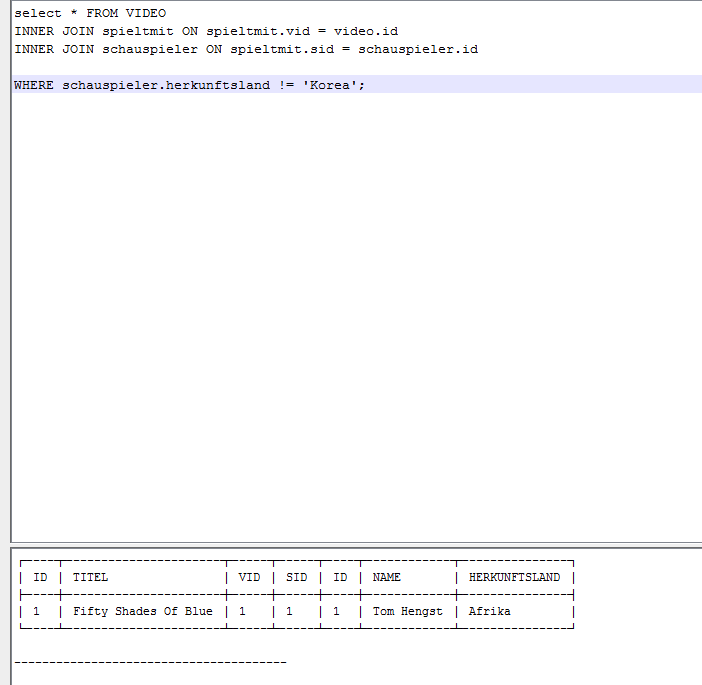 select * FROM VIDEO
INNER JOIN spieltmit ON spieltmit.vid = video.id
INNER JOIN schauspieler ON spieltmit.sid = schauspieler.id
WHERE schauspieler.herkunftsland != 'Korea';
| ID | TITEL | VID | SID | ID | NAME | HERKUNFTSLAND |
| 1 | Fifty Shades Of Blue | 1 | 1 | 1 | Tom Hengst | Afrika |
---------------------------------------